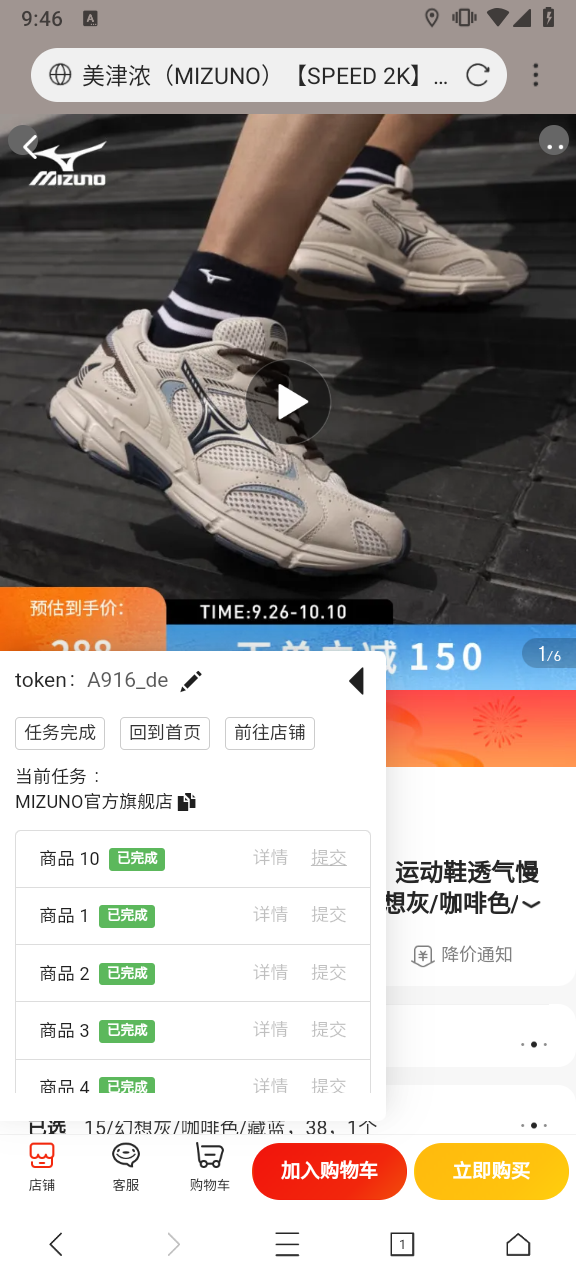 9:46 A
美津浓（MIZUNO）【SPEED 2K】...
MIZUNO
预估到手价：
TIME:9.26-10.10
150
1/6
token： A916_de
任务完成 回到首页 前往店铺
当前任务：
MIZUNO官方旗舰店
商品 10 已完成 详情 提交
商品 1 已完成 详情 提交
商品 2 已完成 详情 提交
商品 3 已完成 详情 提交
商品 4 已完成 详情 提交
运动鞋透气慢
想灰/咖啡色/
降价通知
已选 15/幻想灰/咖啡色/藏蓝，38，1个
店铺 客服 购物车 加入购物车 立即购买
1